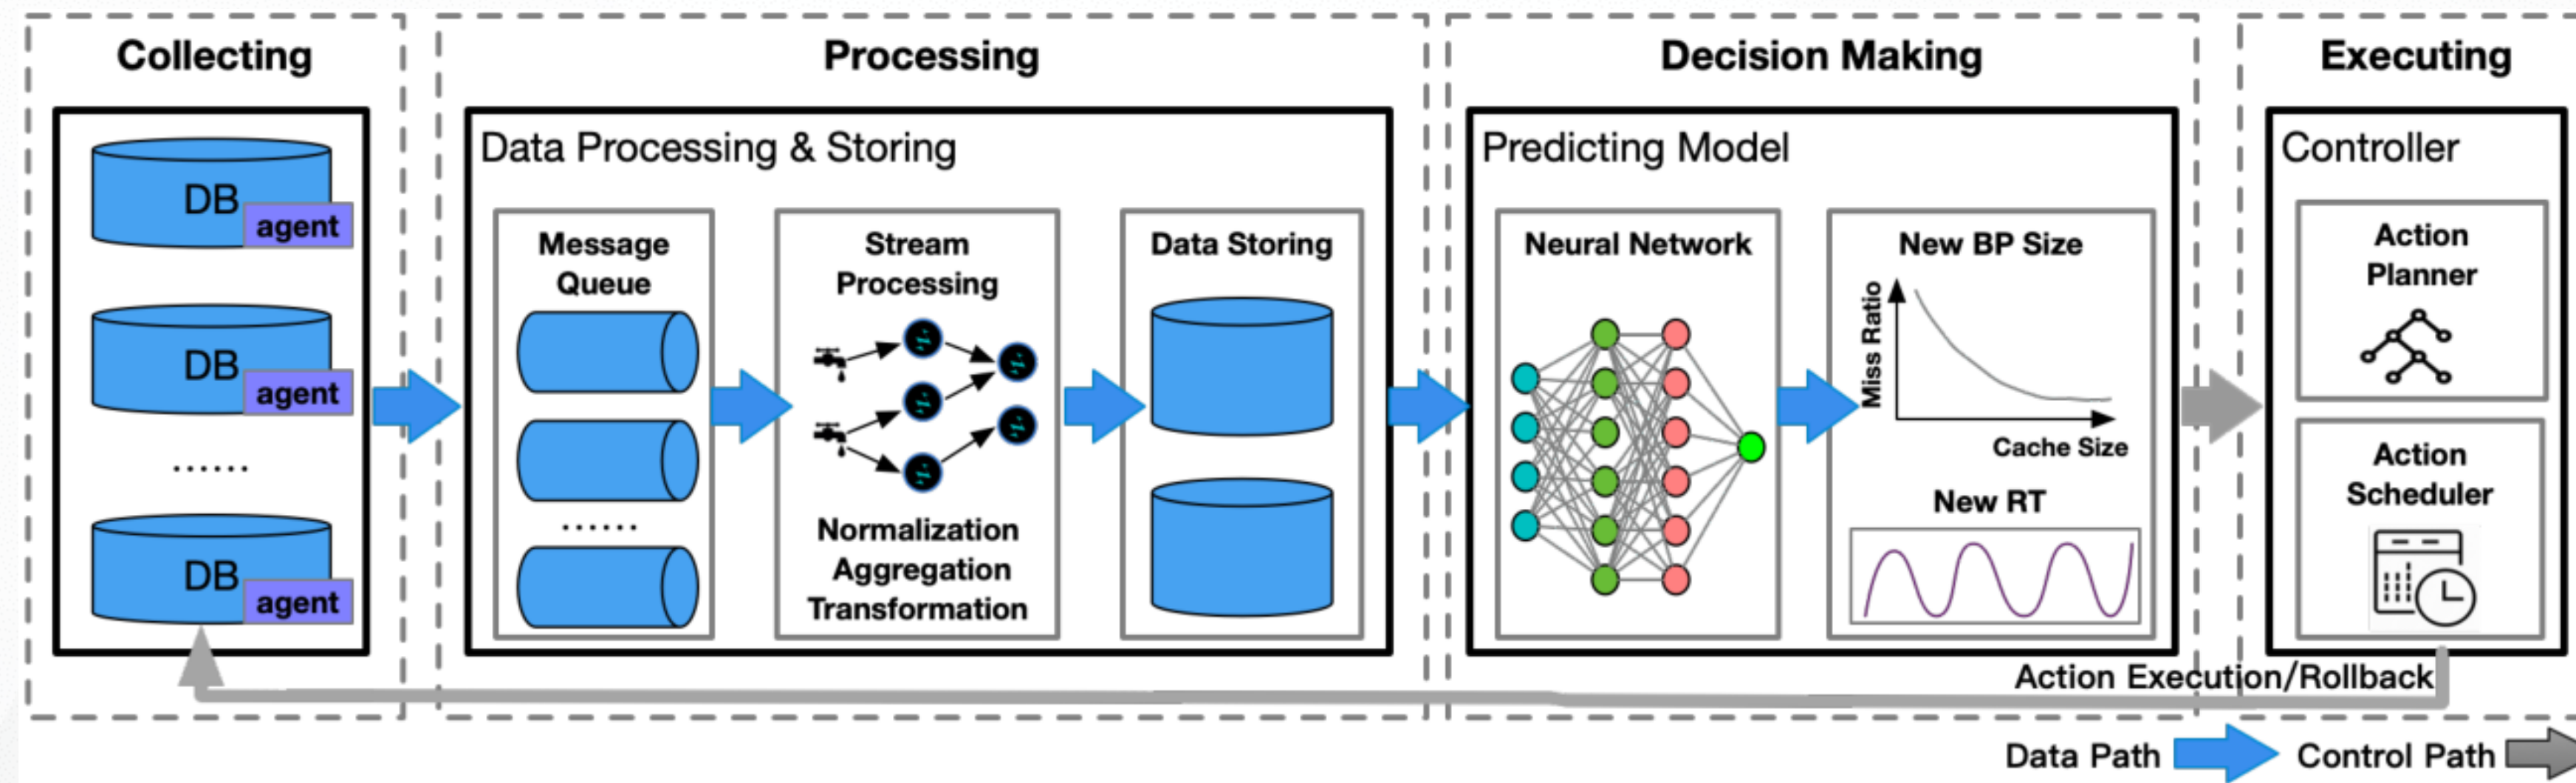 Collecting
DB
agent
DB
agent
......
DB
agent
Processing
Data Processing & Storing
Message
Queue
......
Stream
Processing
Normalization
Aggregation
Transformation
Data Storing
Decision Making
Predicting Model
Neural Network
New BP Size
Miss Ratio
Cache Size
New RT
Executing
Controller
Action
Planner
Action
Scheduler
Action Execution/Rollback
Data Path
Control Path